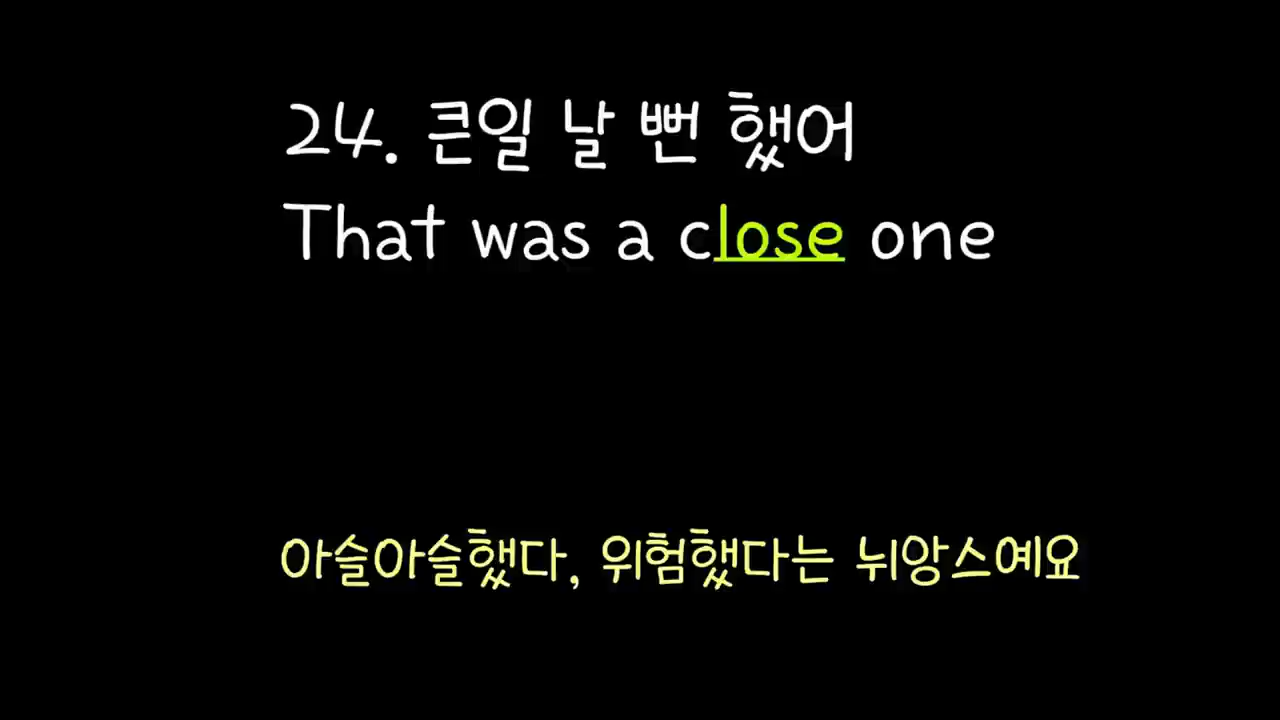 24. 큰일 날 뻔 했어
That was a close one
아슬아슬했다, 위험했다는 뉘앙스예요